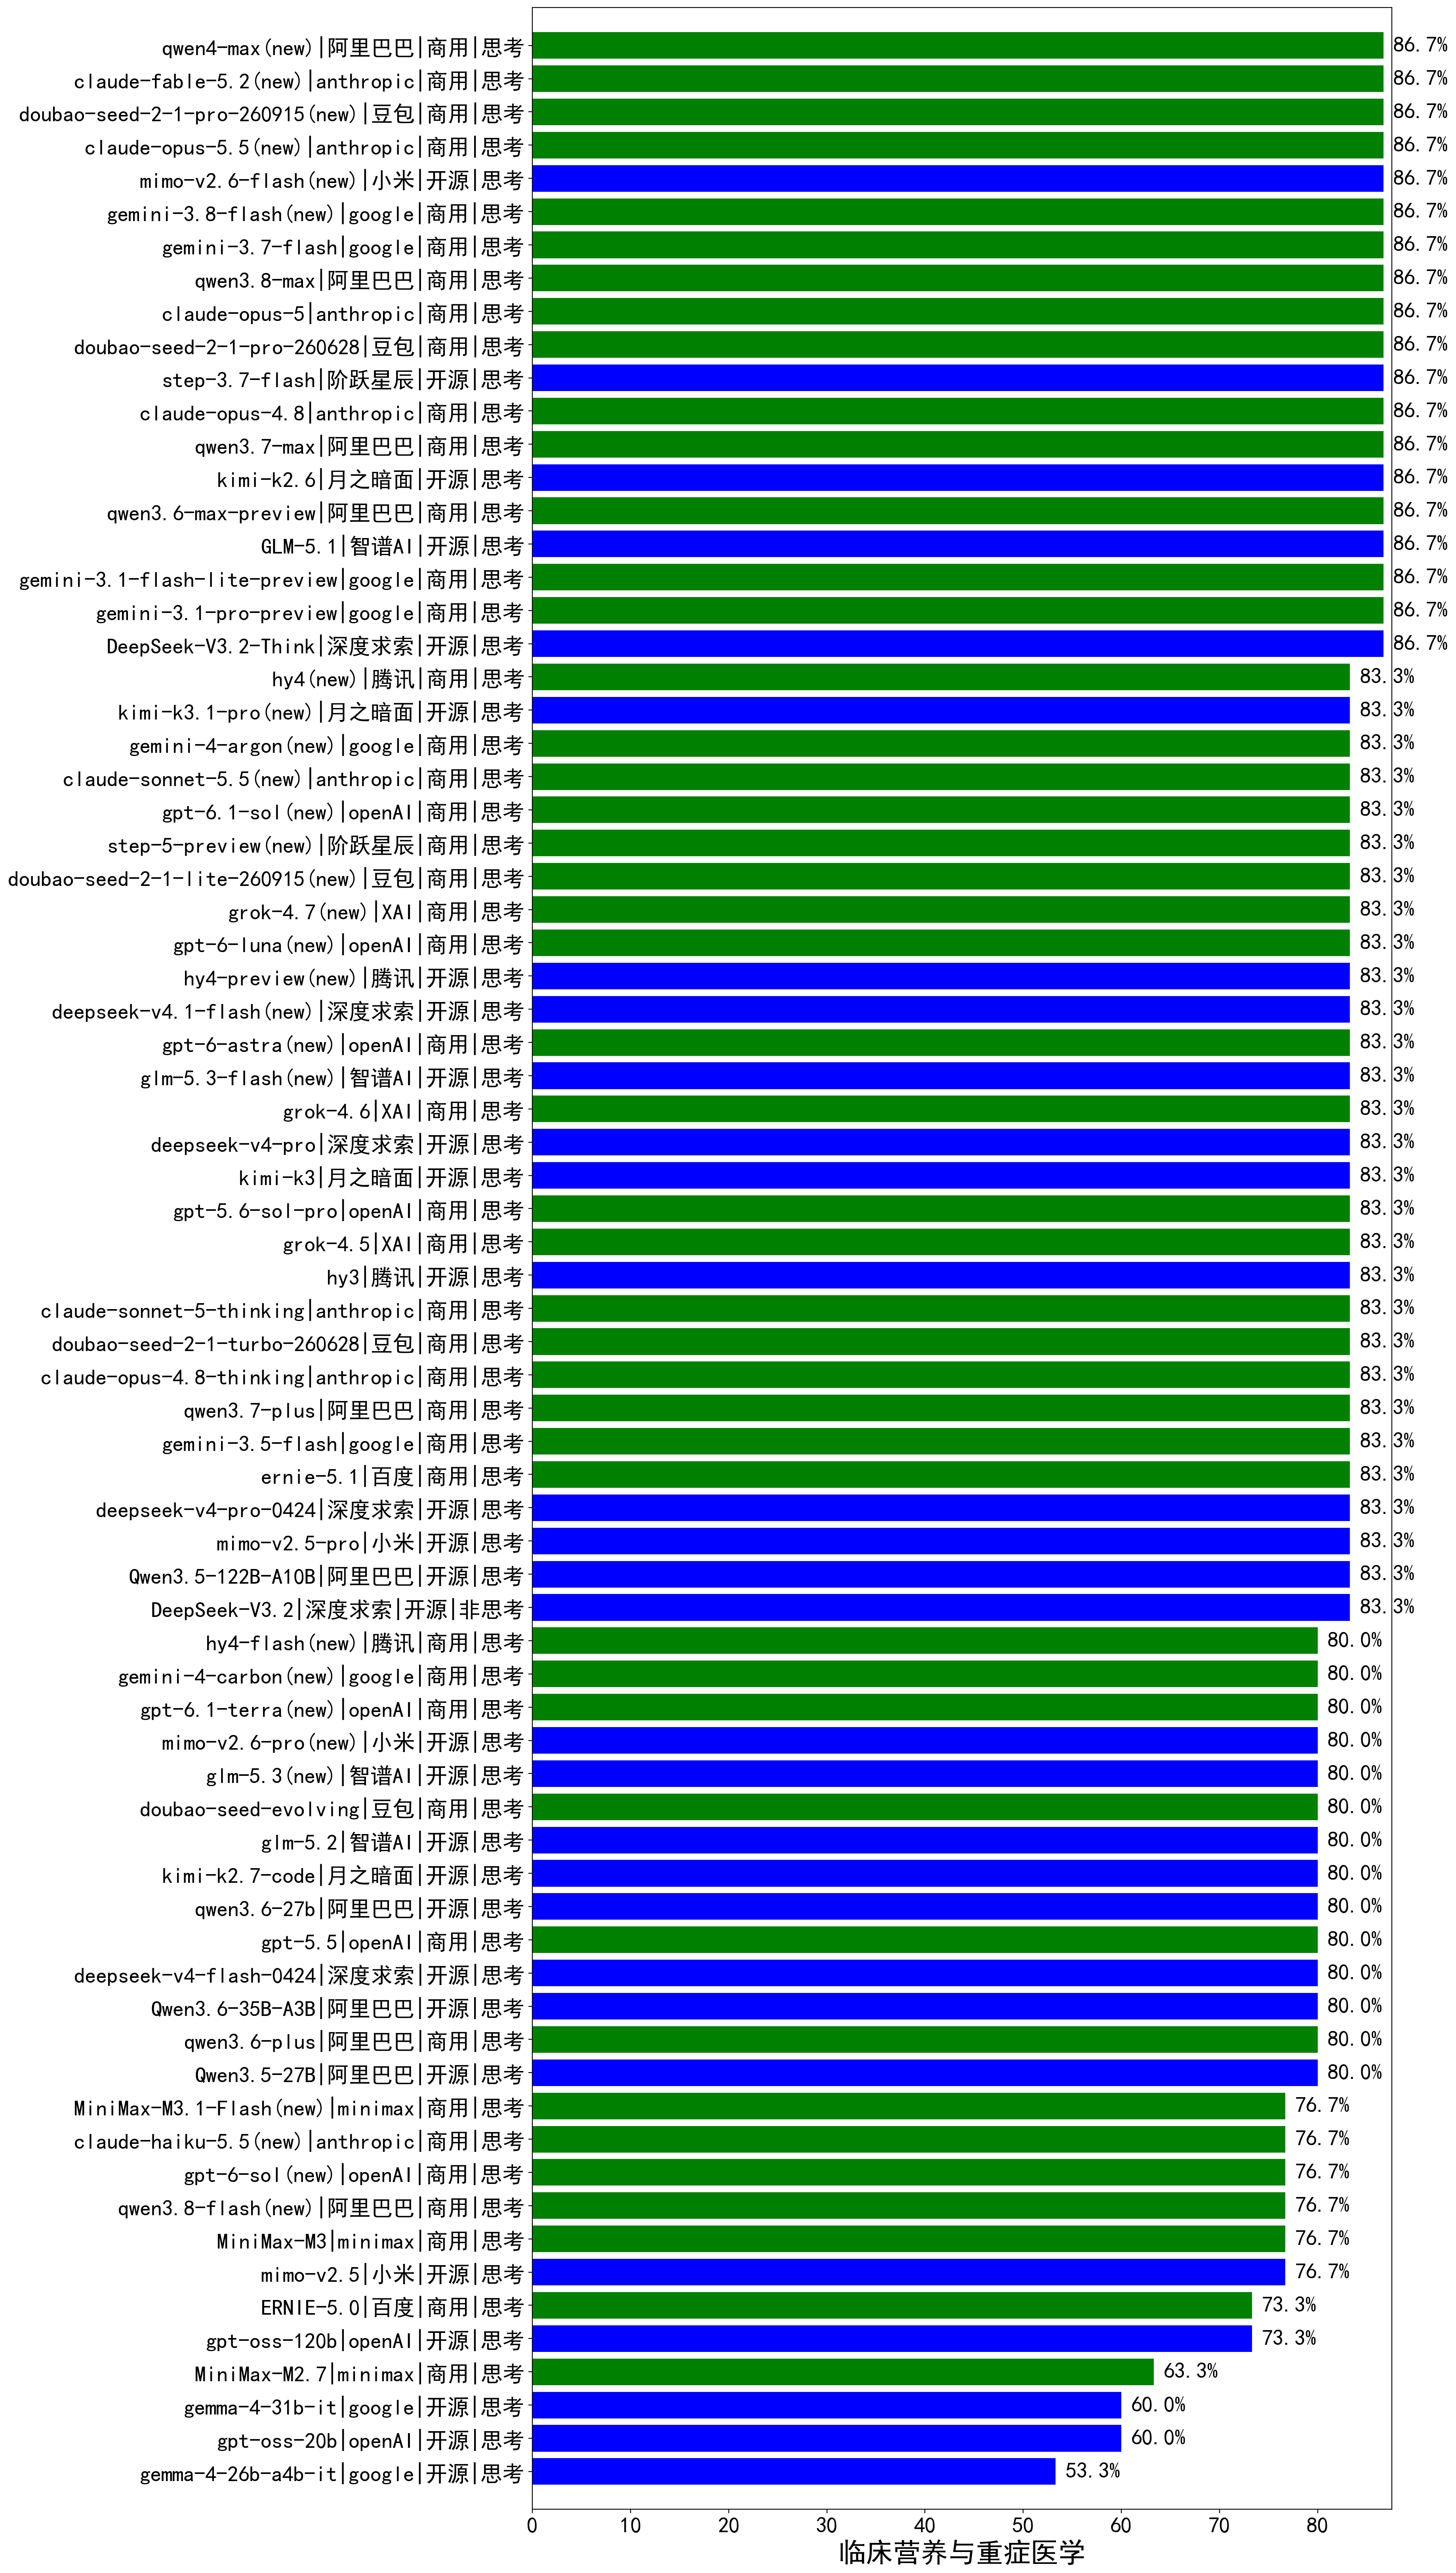 qwen4-max(new)|阿里巴巴|商用|思考 86.7%
claude-fable-5.2(new)|anthropic|商用|思考 86.7%
doubao-seed-2-1-pro-260915(new)|豆包|商用|思考 86.7%
claude-opus-5.5(new)|anthropic|商用|思考 86.7%
mimo-v2.6-flash(new)|小米|开源|思考 86.7%
gemini-3.8-flash(new)|google|商用|思考 86.7%
gemini-3.7-flash|google|商用|思考 86.7%
qwen3.8-max|阿里巴巴|商用|思考 86.7%
claude-opus-5|anthropic|商用|思考 86.7%
doubao-seed-2-1-pro-260628|豆包|商用|思考 86.7%
step-3.7-flash|阶跃星辰|开源|思考 86.7%
claude-opus-4.8|anthropic|商用|思考 86.7%
qwen3.7-max|阿里巴巴|商用|思考 86.7%
kimi-k2.6|月之暗面|开源|思考 86.7%
qwen3.6-max-preview|阿里巴巴|商用|思考 86.7%
GLM-5.1|智谱AI|开源|思考 86.7%
gemini-3.1-flash-lite-preview|google|商用|思考 86.7%
gemini-3.1-pro-preview|google|商用|思考 86.7%
DeepSeek-V3.2-Think|深度求索|开源|思考 86.7%
hy4(new)|腾讯|商用|思考 83.3%
kimi-k3.1-pro(new)|月之暗面|开源|思考 83.3%
gemini-4-argon(new)|google|商用|思考 83.3%
claude-sonnet-5.5(new)|anthropic|商用|思考 83.3%
gpt-6.1-sol(new)|openAI|商用|思考 83.3%
step-5-preview(new)|阶跃星辰|商用|思考 83.3%
doubao-seed-2-1-lite-260915(new)|豆包|商用|思考 83.3%
grok-4.7(new)|XAI|商用|思考 83.3%
gpt-6-luna(new)|openAI|商用|思考 83.3%
hy4-preview(new)|腾讯|开源|思考 83.3%
deepseek-v4.1-flash(new)|深度求索|开源|思考 83.3%
gpt-6-astra(new)|openAI|商用|思考 83.3%
glm-5.3-flash(new)|智谱AI|开源|思考 83.3%
grok-4.6|XAI|商用|思考 83.3%
deepseek-v4-pro|深度求索|开源|思考 83.3%
kimi-k3|月之暗面|开源|思考 83.3%
gpt-5.6-sol-pro|openAI|商用|思考 83.3%
grok-4.5|XAI|商用|思考 83.3%
hy3|腾讯|开源|思考 83.3%
claude-sonnet-5-thinking|anthropic|商用|思考 83.3%
doubao-seed-2-1-turbo-260628|豆包|商用|思考 83.3%
claude-opus-4.8-thinking|anthropic|商用|思考 83.3%
qwen3.7-plus|阿里巴巴|商用|思考 83.3%
gemini-3.5-flash|google|商用|思考 83.3%
ernie-5.1|百度|商用|思考 83.3%
deepseek-v4-pro-0424|深度求索|开源|思考 83.3%
mimo-v2.5-pro|小米|开源|思考 83.3%
Qwen3.5-122B-A10B|阿里巴巴|开源|思考 83.3%
DeepSeek-V3.2|深度求索|开源|非思考 83.3%
hy4-flash(new)|腾讯|商用|思考 80.0%
gemini-4-carbon(new)|google|商用|思考 80.0%
gpt-6.1-terra(new)|openAI|商用|思考 80.0%
mimo-v2.6-pro(new)|小米|开源|思考 80.0%
glm-5.3(new)|智谱AI|开源|思考 80.0%
doubao-seed-evolving|豆包|商用|思考 80.0%
glm-5.2|智谱AI|开源|思考 80.0%
kimi-k2.7-code|月之暗面|开源|思考 80.0%
qwen3.6-27b|阿里巴巴|开源|思考 80.0%
gpt-5.5|openAI|商用|思考 80.0%
deepseek-v4-flash-0424|深度求索|开源|思考 80.0%
Qwen3.6-35B-A3B|阿里巴巴|开源|思考 80.0%
qwen3.6-plus|阿里巴巴|商用|思考 80.0%
Qwen3.5-27B|阿里巴巴|开源|思考 80.0%
MiniMax-M3.1-Flash(new)|minimax|商用|思考 76.7%
claude-haiku-5.5(new)|anthropic|商用|思考 76.7%
gpt-6-sol(new)|openAI|商用|思考 76.7%
qwen3.8-flash(new)|阿里巴巴|商用|思考 76.7%
MiniMax-M3|minimax|商用|思考 76.7%
mimo-v2.5|小米|开源|思考 76.7%
ERNIE-5.0|百度|商用|思考 73.3%
gpt-oss-120b|openAI|开源|思考 73.3%
MiniMax-M2.7|minimax|商用|思考 63.3%
gemma-4-31b-it|google|开源|思考 60.0%
gpt-oss-20b|openAI|开源|思考 60.0%
gemma-4-26b-a4b-it|google|开源|思考 53.3%
0 10 20 30 40 50 60 70 80
临床营养与重症医学